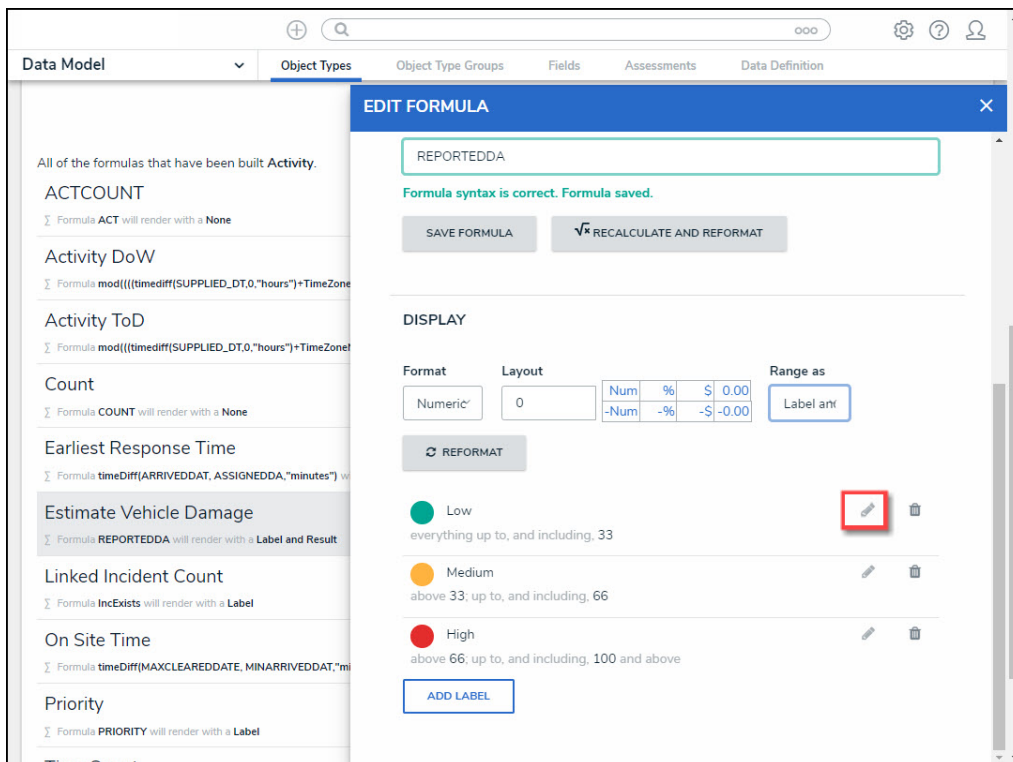 Data Model
Object Types
Object Type Groups
Fields
Assessments
Data Definition
EDIT FORMULA
All of the formulas that have been built Activity.
ACTCOUNT
∑ Formula ACT will render with a None
Activity DoW
∑ Formula mod((((timediff(SUPPLIED_DT,0,"hours")+TimeZone
Activity ToD
∑ Formula mod(((timediff(SUPPLIED_DT,0,"hours")+TimeZone
Count
∑ Formula COUNT will render with a None
Earliest Response Time
∑ Formula timeDiff(ARRIVEDDAT, ASSIGNEDDA,"minutes") w
Estimate Vehicle Damage
∑ Formula REPORTEDDA will render with a Label and Result
Linked Incident Count
∑ Formula IncExists will render with a Label
On Site Time
∑ Formula timeDiff(MAXCLEAREDDATE, MINARRIVEDDAT,"mi
Priority
∑ Formula PRIORITY will render with a Label
REPORTEDDA
Formula syntax is correct. Formula saved.
SAVE FORMULA
√x RECALCULATE AND REFORMAT
DISPLAY
Format
Layout
Range as
Numeric
0
Num % $ 0.00
-Num -% -$ -0.00
Label an
REFORMAT
Low
everything up to, and including, 33
Medium
above 33; up to, and including, 66
High
above 66; up to, and including, 100 and above
ADD LABEL